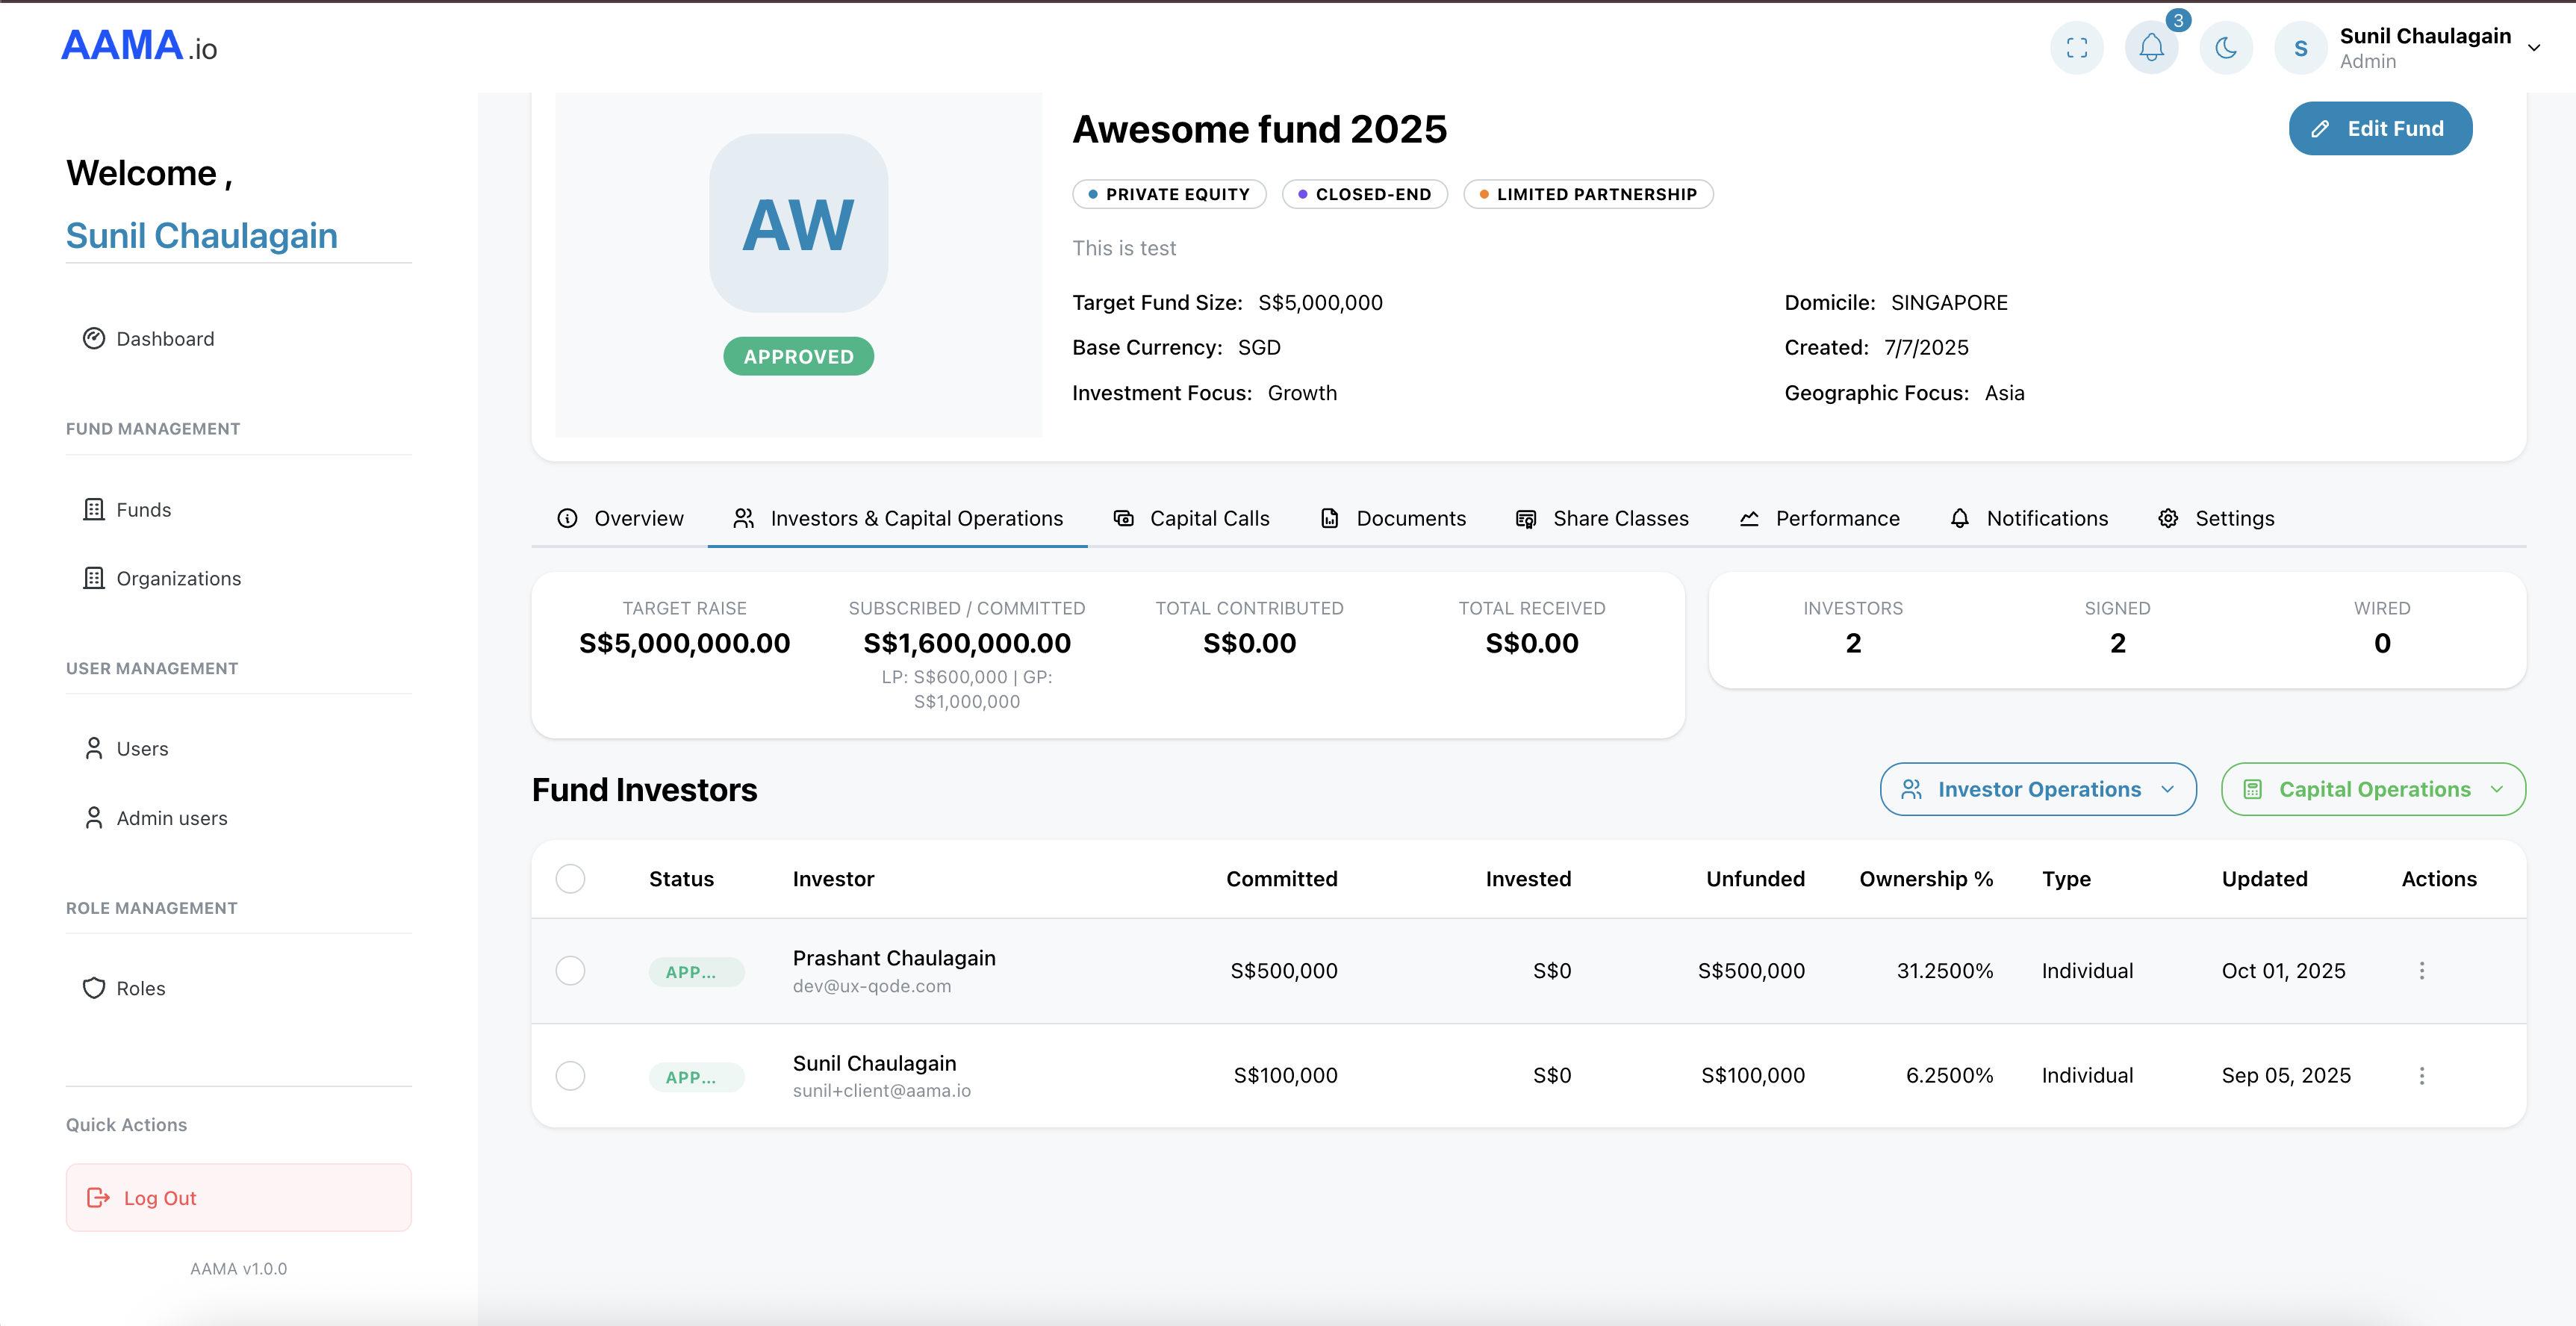 AAMA.io
3
S
Sunil Chaulagain
Admin
Welcome ,
Sunil Chaulagain
Dashboard
FUND MANAGEMENT
Funds
Organizations
USER MANAGEMENT
Users
Admin users
ROLE MANAGEMENT
Roles
Quick Actions
Log Out
AAMA v1.0.0
AW
APPROVED
Awesome fund 2025
Edit Fund
PRIVATE EQUITY CLOSED-END LIMITED PARTNERSHIP
This is test
Target Fund Size: S$5,000,000 Domicile: SINGAPORE
Base Currency: SGD Created: 7/7/2025
Investment Focus: Growth Geographic Focus: Asia
Overview Investors & Capital Operations Capital Calls Documents Share Classes Performance Notifications Settings
TARGET RAISE SUBSCRIBED / COMMITTED TOTAL CONTRIBUTED TOTAL RECEIVED INVESTORS SIGNED WIRED
S$5,000,000.00 S$1,600,000.00 S$0.00 S$0.00 2 2 0
LP: S$600,000 | GP:
S$1,000,000
Fund Investors Investor Operations Capital Operations
Status Investor Committed Invested Unfunded Ownership % Type Updated Actions
APP... Prashant Chaulagain S$500,000 S$0 S$500,000 31.2500% Individual Oct 01, 2025
dev@ux-qode.com
APP... Sunil Chaulagain S$100,000 S$0 S$100,000 6.2500% Individual Sep 05, 2025
sunil+client@aama.io